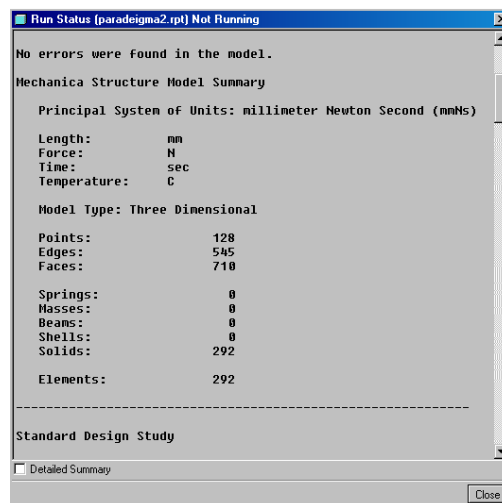 Run Status (paradeigma2.rpt) Not Running
No errors were found in the model.
Mechanica Structure Model Summary
Principal System of Units: millimeter Newton Second (mmNs)
Length: mm
Force: N
Time: sec
Temperature: C
Model Type: Three Dimensional
Points: 128
Edges: 545
Faces: 710
Springs: 0
Masses: 0
Beams: 0
Shells: 0
Solids: 292
Elements: 292
------------------------------------------------------------
Standard Design Study
Detailed Summary
Close